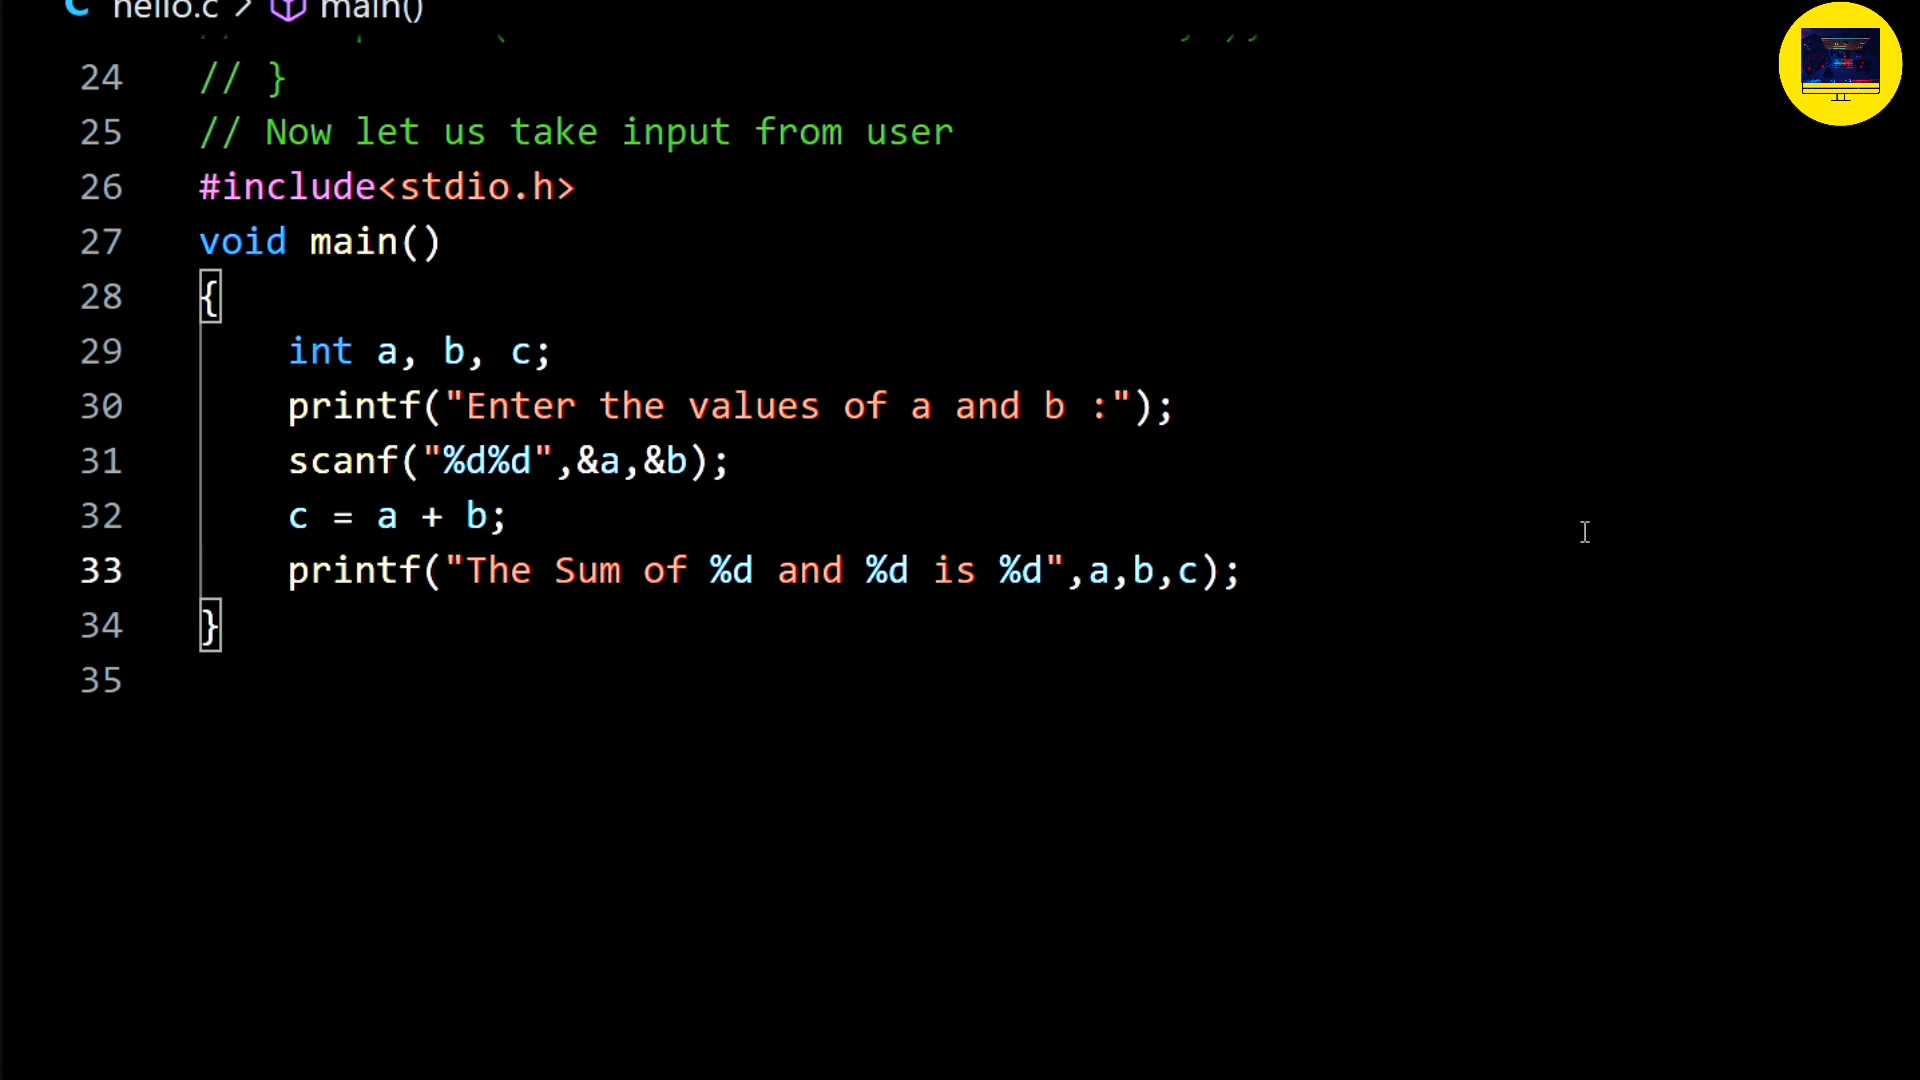 hello.c > main()
24 // }
25 // Now let us take input from user
26 #include<stdio.h>
27 void main()
28 {
29 int a, b, c;
30 printf("Enter the values of a and b :");
31 scanf("%d%d",&a,&b);
32 c = a + b;
33 printf("The Sum of %d and %d is %d",a,b,c);
34 }
35